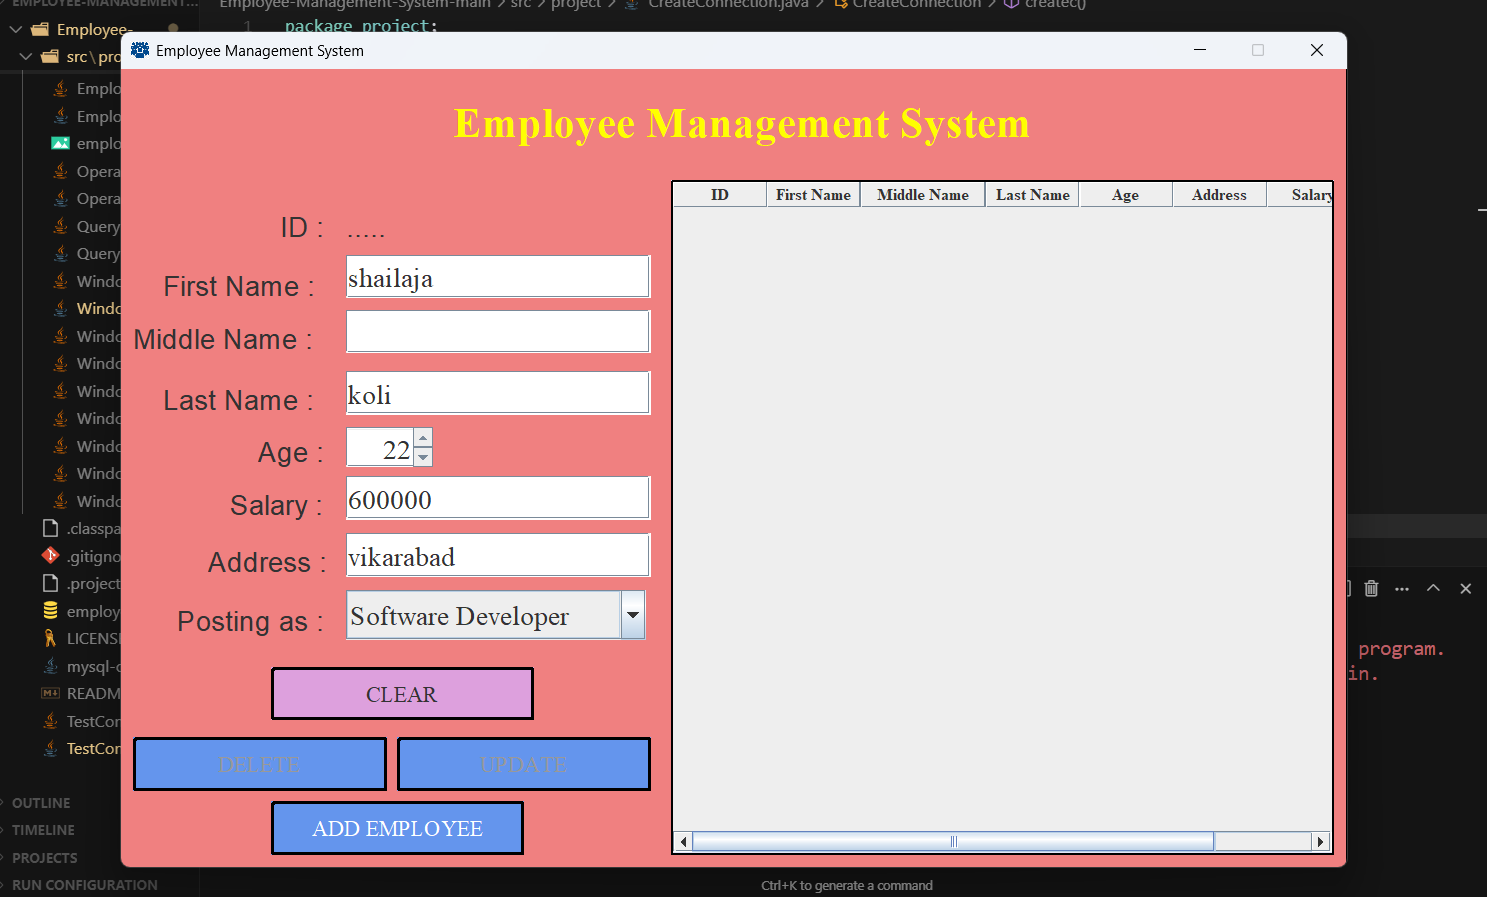 EMPLOYEE-MANAGEMENT...
Employee-Management-System-main > src > project > CreateConnection.java > CreateConnection > createc()
Employee-
1 package project;
src\pro
Employee Management System
Emplo
Emplo
emplo
Opera
Opera
Query
Query
Windo
Windo
Windo
Windo
Windo
Windo
Windo
Windo
Windo
.classpa
.gitigno
.project
employ
LICENSE
mysql-c
README
TestCon
TestCon
OUTLINE
TIMELINE
PROJECTS
RUN CONFIGURATION
Employee Management System
ID First Name Middle Name Last Name Age Address Salary
ID : .....
First Name : shailaja
Middle Name :
Last Name : koli
Age : 22
Salary : 600000
Address : vikarabad
Posting as : Software Developer
CLEAR
DELETE UPDATE
ADD EMPLOYEE
program.
in.
Ctrl+K to generate a command